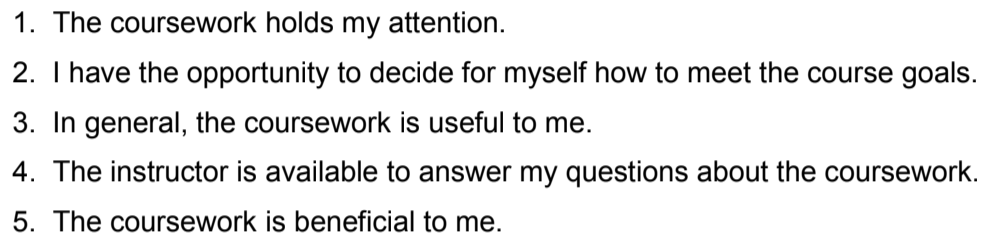 1. The coursework holds my attention.
2. I have the opportunity to decide for myself how to meet the course goals.
3. In general, the coursework is useful to me.
4. The instructor is available to answer my questions about the coursework.
5. The coursework is beneficial to me.